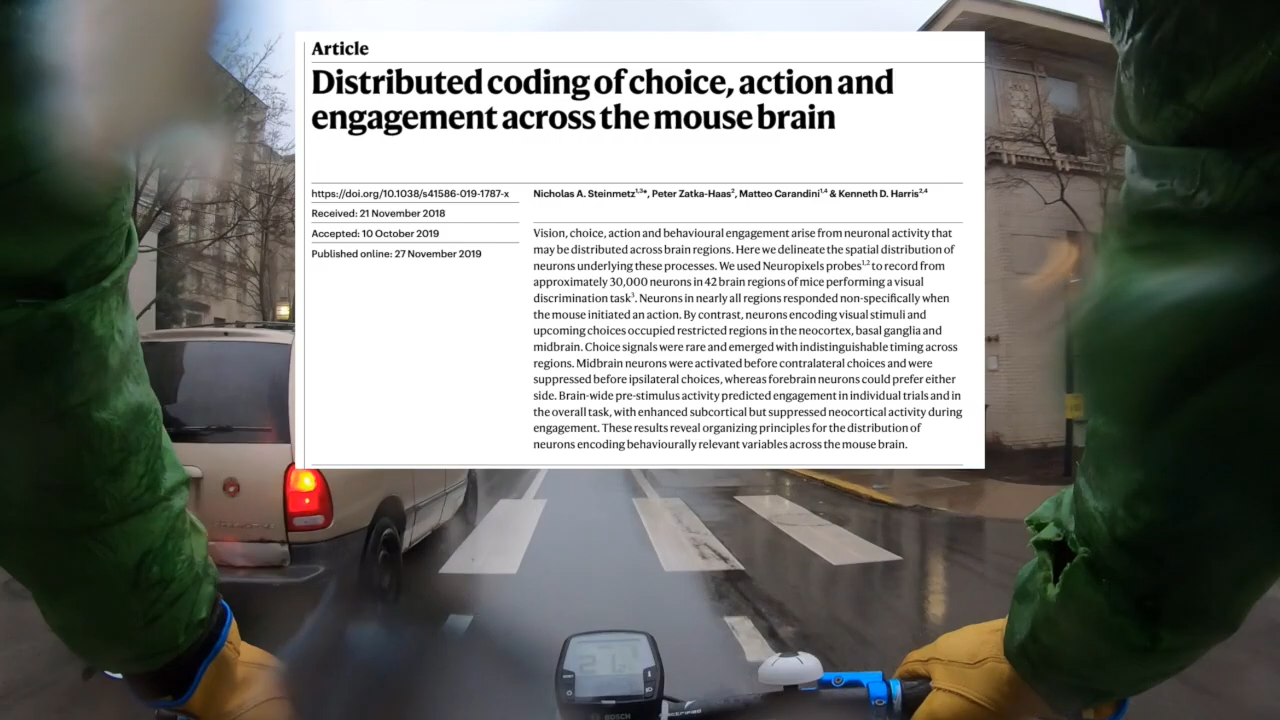 Article
Distributed coding of choice, action and
engagement across the mouse brain
https://doi.org/10.1038/s41586-019-1787-x
Received: 21 November 2018
Accepted: 10 October 2019
Published online: 27 November 2019
Nicholas A. Steinmetz1,3*, Peter Zatka-Haas2, Matteo Carandini1,4 & Kenneth D. Harris2,4
Vision, choice, action and behavioural engagement arise from neuronal activity that
may be distributed across brain regions. Here we delineate the spatial distribution of
neurons underlying these processes. We used Neuropixels probes1,2 to record from
approximately 30,000 neurons in 42 brain regions of mice performing a visual
discrimination task3. Neurons in nearly all regions responded non-specifically when
the mouse initiated an action. By contrast, neurons encoding visual stimuli and
upcoming choices occupied restricted regions in the neocortex, basal ganglia and
midbrain. Choice signals were rare and emerged with indistinguishable timing across
regions. Midbrain neurons were activated before contralateral choices and were
suppressed before ipsilateral choices, whereas forebrain neurons could prefer either
side. Brain-wide pre-stimulus activity predicted engagement in individual trials and in
the overall task, with enhanced subcortical but suppressed neocortical activity during
engagement. These results reveal organizing principles for the distribution of
neurons encoding behaviourally relevant variables across the mouse brain.
BOSCH